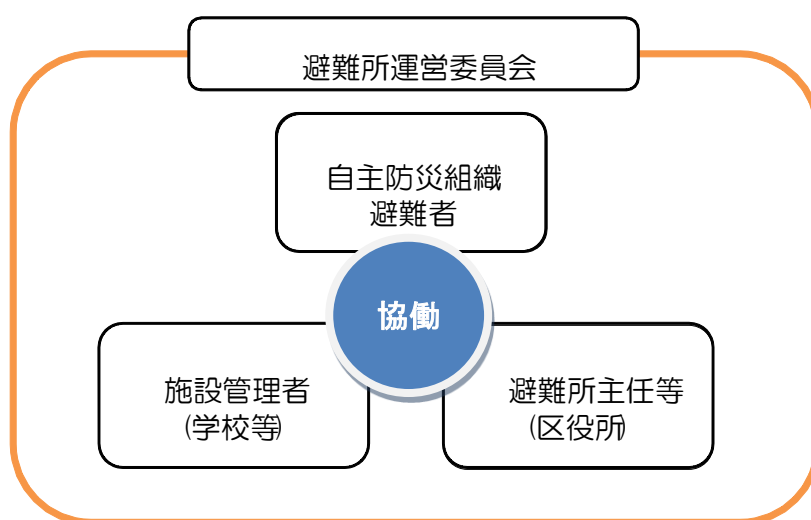 避難所運営委員会
自主防災組織
避難者
協働
施設管理者
(学校等)
避難所主任等
(区役所)